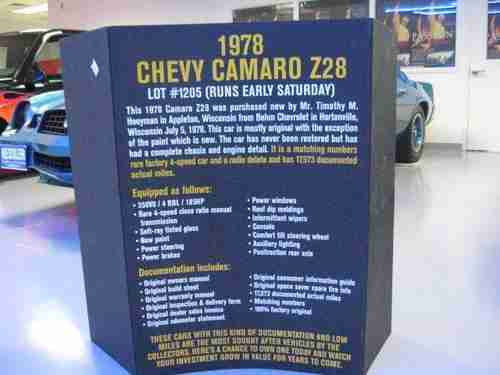 1978
CHEVY CAMARO Z28
LOT #1205 (RUNS EARLY SATURDAY)
This 1978 Camaro Z28 was purchased new by Mr. Timothy M.
Hooyman in Appleton, Wisconsin from Behm Chevrolet in
Wisconsin July 5, 1978. This car is mostly original with the exception
of the paint which is new. The car has never been restored but has
had a complete chasis and engine detail. It is a matching numbers
rare factory 4-speed car and a radio delete and has documented
actual miles.
Equipped as follows:
• 350V8 / 4 BBL / 185HP
• Rare 4-speed close ratio manual
transmission
• Soft-ray tinted glass
• New paint
• Power steering
• Power brakes
• Power windows
• Roof dip moldings
• Intermittent wipers
• Console
• Comfort tilt steering wheel
• Auxiliary lighting
• Positraction rear axle
Documentation includes:
• Original owners manual
• Original build sheet
• Original warranty manual
• Original inspection & delivery form
• Original dealer sales invoice
• Original odometer statement
• Original consumer information guide
• Original space saver spare tire info
• documented actual miles
• Matching numbers
• 100% factory original
THESE CARS WITH THIS KIND OF DOCUMENTATION AND LOW
MILES ARE THE MOST SOUGHT AFTER VEHICLES BY THE
COLLECTORS. HERE'S A CHANCE TO OWN ONE TODAY AND WATCH
YOUR INVESTMENT GROW IN VALUE FOR YEARS TO COME.
PASSION